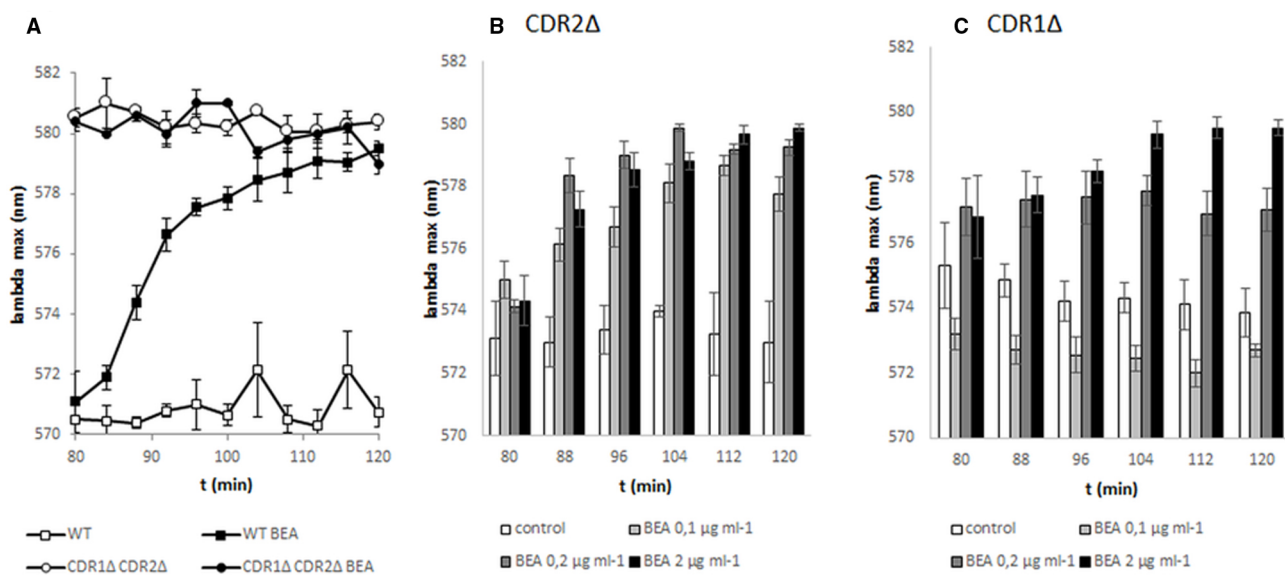 A
lambda max (nm)
582
580
578
576
574
572
570
80 90 100 110 120
t (min)
WT WT BEA
CDR1Δ CDR2Δ CDR1Δ CDR2Δ BEA
B CDR2Δ
lambda max (nm)
582
580
578
576
574
572
570
80 88 96 104 112 120
t (min)
control BEA 0,1 µg ml-1
BEA 0,2 µg ml-1 BEA 2 µg ml-1
C CDR1Δ
lambda max (nm)
582
580
578
576
574
572
570
80 88 96 104 112 120
t (min)
control BEA 0,1 µg ml-1
BEA 0,2 µg ml-1 BEA 2 µg ml-1